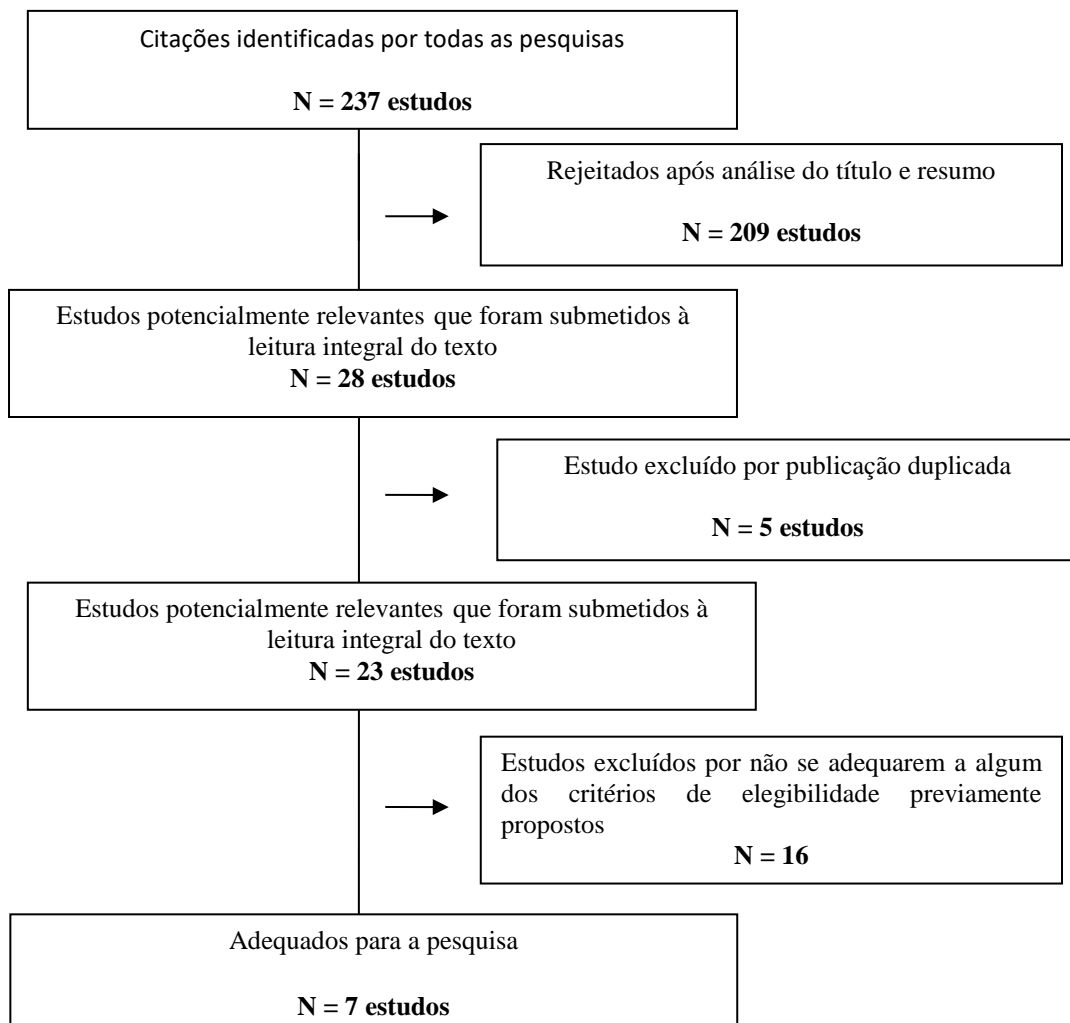 Citações identificadas por todas as pesquisas
N = 237 estudos
Rejeitados após análise do título e resumo
N = 209 estudos
Estudos potencialmente relevantes que foram submetidos à
leitura integral do texto
N = 28 estudos
Estudo excluído por publicação duplicada
N = 5 estudos
Estudos potencialmente relevantes que foram submetidos à
leitura integral do texto
N = 23 estudos
Estudos excluídos por não se adequarem a algum
dos critérios de elegibilidade previamente
propostos
N = 16
Adequados para a pesquisa
N = 7 estudos